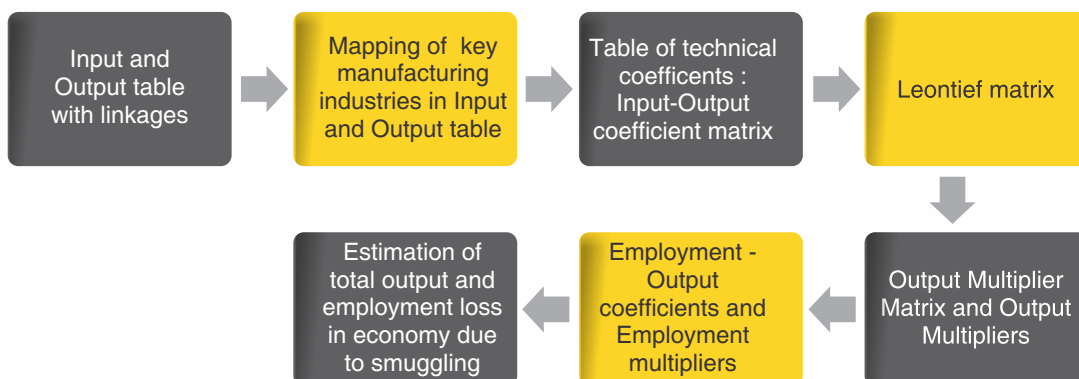 Input and
Output table
with linkages
Mapping of key
manufacturing
industries in Input
and Output table
Table of technical
coefficents :
Input-Output
coefficient matrix
Leontief matrix
Output Multiplier
Matrix and Output
Multipliers
Employment -
Output
coefficients and
Employment
multipliers
Estimation of
total output and
employment loss
in economy due
to smuggling